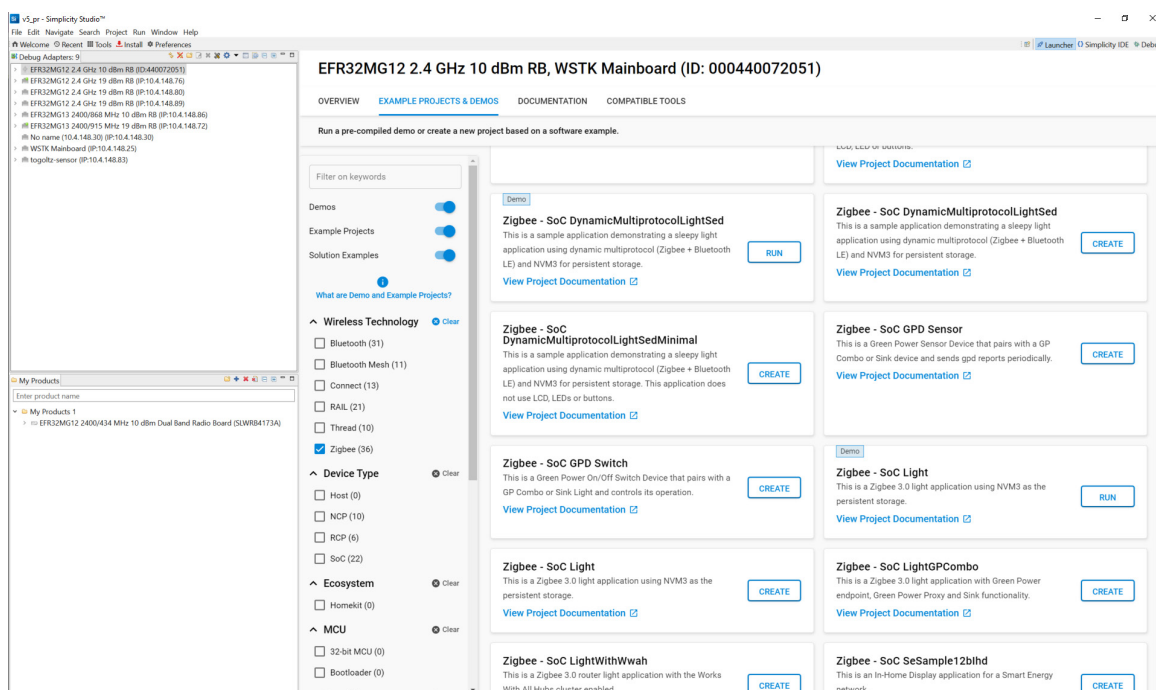 v5_pr - Simplicity Studio™
File Edit Navigate Search Project Run Window Help
Welcome Recent Tools Install Preferences
Launcher Simplicity IDE Debu
Debug Adapters: 9
EFR32MG12 2.4 GHz 10 dBm RB (ID:440072051)
EFR32MG12 2.4 GHz 19 dBm RB (IP:10.4.148.76)
EFR32MG12 2.4 GHz 19 dBm RB (IP:10.4.148.80)
EFR32MG12 2.4 GHz 19 dBm RB (IP:10.4.148.89)
EFR32MG13 2400/868 MHz 10 dBm RB (IP:10.4.148.86)
EFR32MG13 2400/915 MHz 19 dBm RB (IP:10.4.148.72)
No name (10.4.148.30) (IP:10.4.148.30)
WSTK Mainboard (IP:10.4.148.25)
togoltz-sensor (IP:10.4.148.83)
My Products
Enter product name
My Products 1
EFR32MG12 2400/434 MHz 10 dBm Dual Band Radio Board (SLWRB4173A)
EFR32MG12 2.4 GHz 10 dBm RB, WSTK Mainboard (ID: 000440072051)
OVERVIEW EXAMPLE PROJECTS & DEMOS DOCUMENTATION COMPATIBLE TOOLS
Run a pre-compiled demo or create a new project based on a software example.
Filter on keywords
Demos
Example Projects
Solution Examples
What are Demo and Example Projects?
Wireless Technology Clear
Bluetooth (31)
Bluetooth Mesh (11)
Connect (13)
RAIL (21)
Thread (10)
Zigbee (36)
Device Type Clear
Host (0)
NCP (10)
RCP (6)
SoC (22)
Ecosystem Clear
Homekit (0)
MCU Clear
32-bit MCU (0)
Bootloader (0)
LCD, LED or buttons.
View Project Documentation
Demo
Zigbee - SoC DynamicMultiprotocolLightSed
This is a sample application demonstrating a sleepy light
application using dynamic multiprotocol (Zigbee + Bluetooth
LE) and NVM3 for persistent storage.
View Project Documentation
RUN
Zigbee - SoC DynamicMultiprotocolLightSed
This is a sample application demonstrating a sleepy light
application using dynamic multiprotocol (Zigbee + Bluetooth
LE) and NVM3 for persistent storage.
View Project Documentation
CREATE
Zigbee - SoC
DynamicMultiprotocolLightSedMinimal
This is a sample application demonstrating a sleepy light
application using dynamic multiprotocol (Zigbee + Bluetooth
LE) and NVM3 for persistent storage. This application does
not use LCD, LEDs or buttons.
View Project Documentation
CREATE
Zigbee - SoC GPD Sensor
This is a Green Power Sensor Device that pairs with a GP
Combo or Sink device and sends gpd reports periodically.
View Project Documentation
CREATE
Zigbee - SoC GPD Switch
This is a Green Power On/Off Switch Device that pairs with a
GP Combo or Sink Light and controls its operation.
View Project Documentation
CREATE
Demo
Zigbee - SoC Light
This is a Zigbee 3.0 light application using NVM3 as the
persistent storage.
View Project Documentation
RUN
Zigbee - SoC Light
This is a Zigbee 3.0 light application using NVM3 as the
persistent storage.
View Project Documentation
CREATE
Zigbee - SoC LightGPCombo
This is a Zigbee 3.0 light application with Green Power
endpoint, Green Power Proxy and Sink functionality.
View Project Documentation
CREATE
Zigbee - SoC LightWithWwah
This is a Zigbee 3.0 router light application with the Works
With All Hubs cluster enabled.
CREATE
Zigbee - SoC SeSample12bIhd
This is an In-Home Display application for a Smart Energy
network.
CREATE